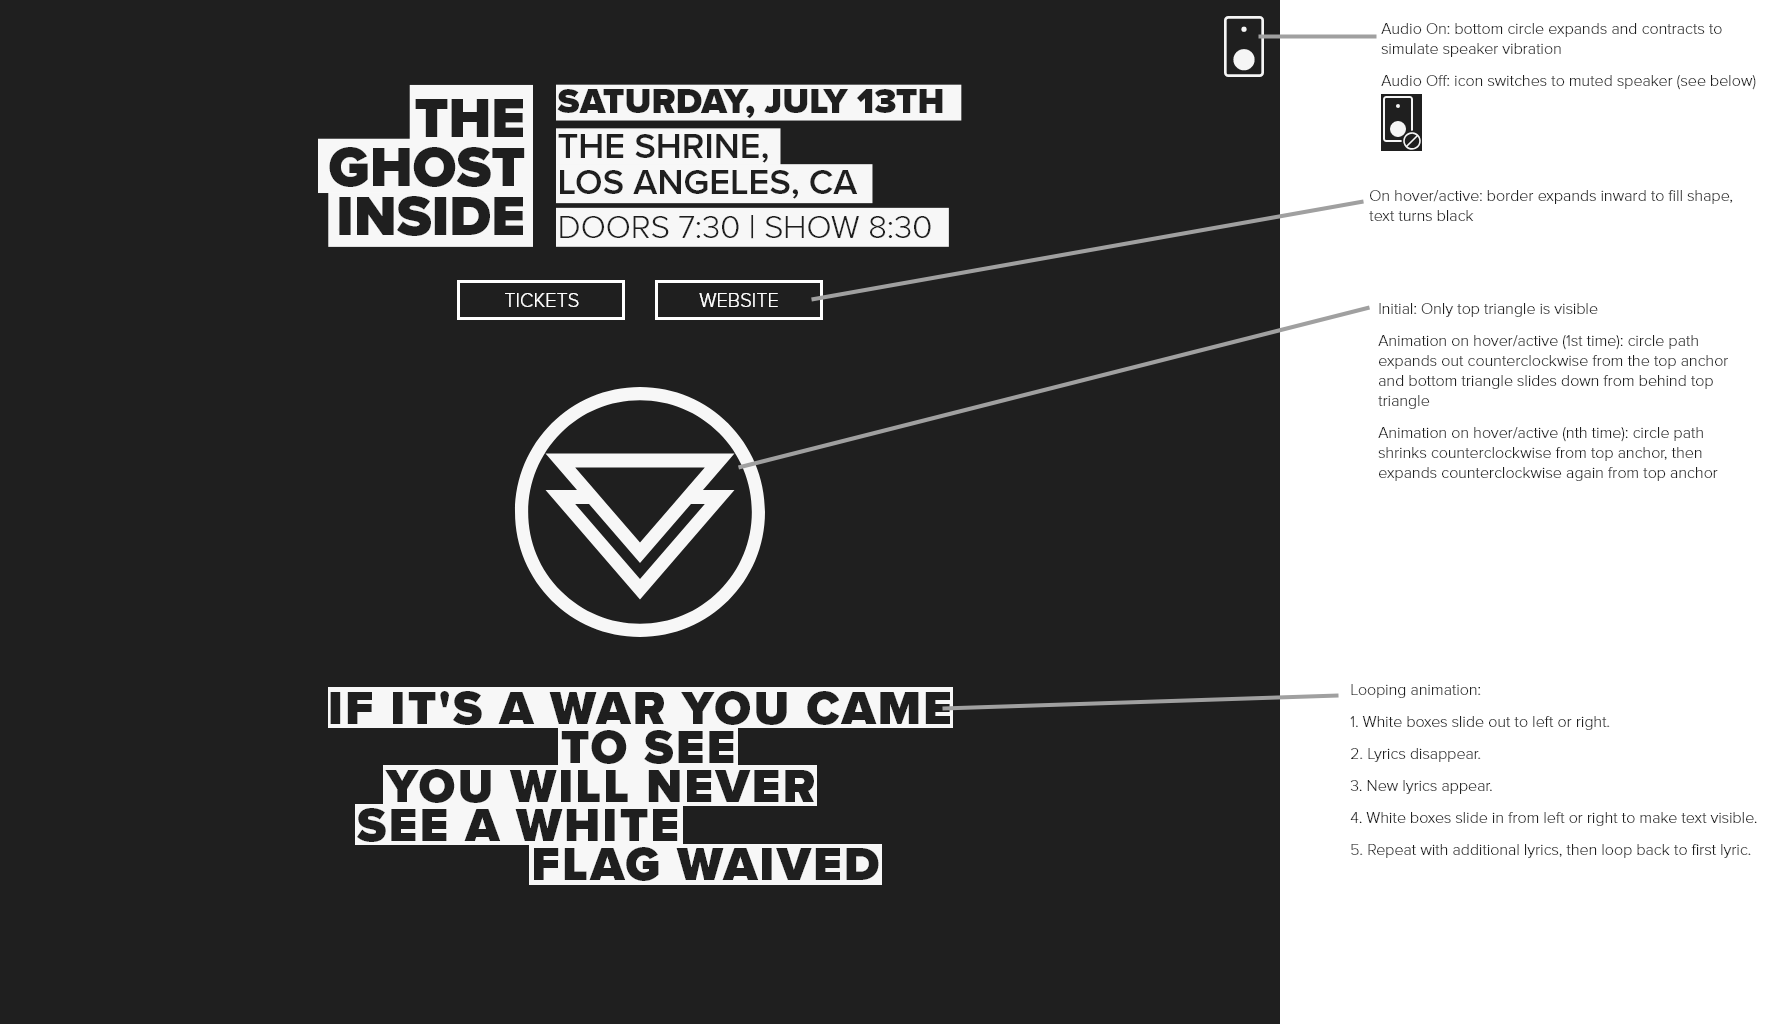 THE
GHOST
INSIDE
SATURDAY, JULY 13TH
THE SHRINE,
LOS ANGELES, CA
DOORS 7:30 | SHOW 8:30
TICKETS
WEBSITE
IF IT'S A WAR YOU CAME
TO SEE
YOU WILL NEVER
SEE A WHITE
FLAG WAIVED
Audio On: bottom circle expands and contracts to
simulate speaker vibration
Audio Off: icon switches to muted speaker (see below)
On hover/active: border expands inward to fill shape,
text turns black
Initial: Only top triangle is visible
Animation on hover/active (1st time): circle path
expands out counterclockwise from the top anchor
and bottom triangle slides down from behind top
triangle
Animation on hover/active (nth time): circle path
shrinks counterclockwise from top anchor, then
expands counterclockwise again from top anchor
Looping animation:
1. White boxes slide out to left or right.
2. Lyrics disappear.
3. New lyrics appear.
4. White boxes slide in from left or right to make text visible.
5. Repeat with additional lyrics, then loop back to first lyric.